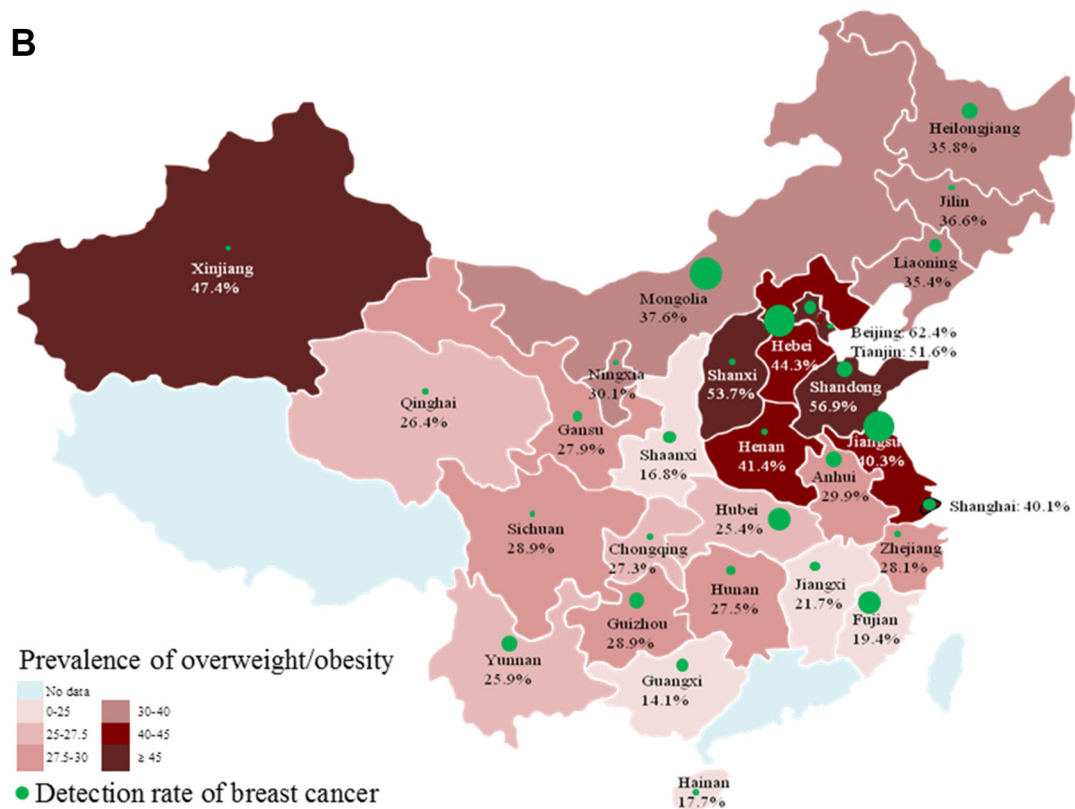 B
Heilongjiang
35.8%
Jilin
36.6%
Liaoning
35.4%
Xinjiang
47.4%
Mongolia
37.6%
Beijing: 62.4%
Tianjin: 51.6%
Hebei
44.3%
Ningxia
30.1%
Shanxi
53.7%
Shandong
56.9%
Qinghai
26.4%
Gansu
27.9%
Shaanxi
16.8%
Henan
41.4%
Jiangsu
40.3%
Anhui
29.9%
Shanghai: 40.1%
Sichuan
28.9%
Chongqing
27.3%
Hubei
25.4%
Zhejiang
28.1%
Hunan
27.5%
Jiangxi
21.7%
Guizhou
28.9%
Fujian
19.4%
Yunnan
25.9%
Guangxi
14.1%
Hainan
17.7%
Prevalence of overweight/obesity
No data
0-25
25-27.5
27.5-30
30-40
40-45
≥ 45
Detection rate of breast cancer